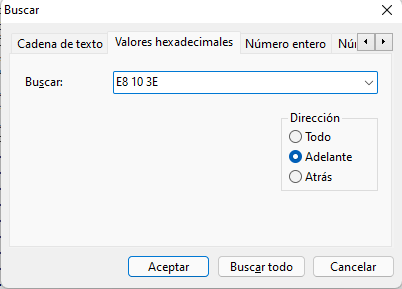 Buscar
Cadena de texto Valores hexadecimales Número entero
Buscar: E8 10 3E
Dirección
Todo
Adelante
Atrás
Aceptar Buscar todo Cancelar